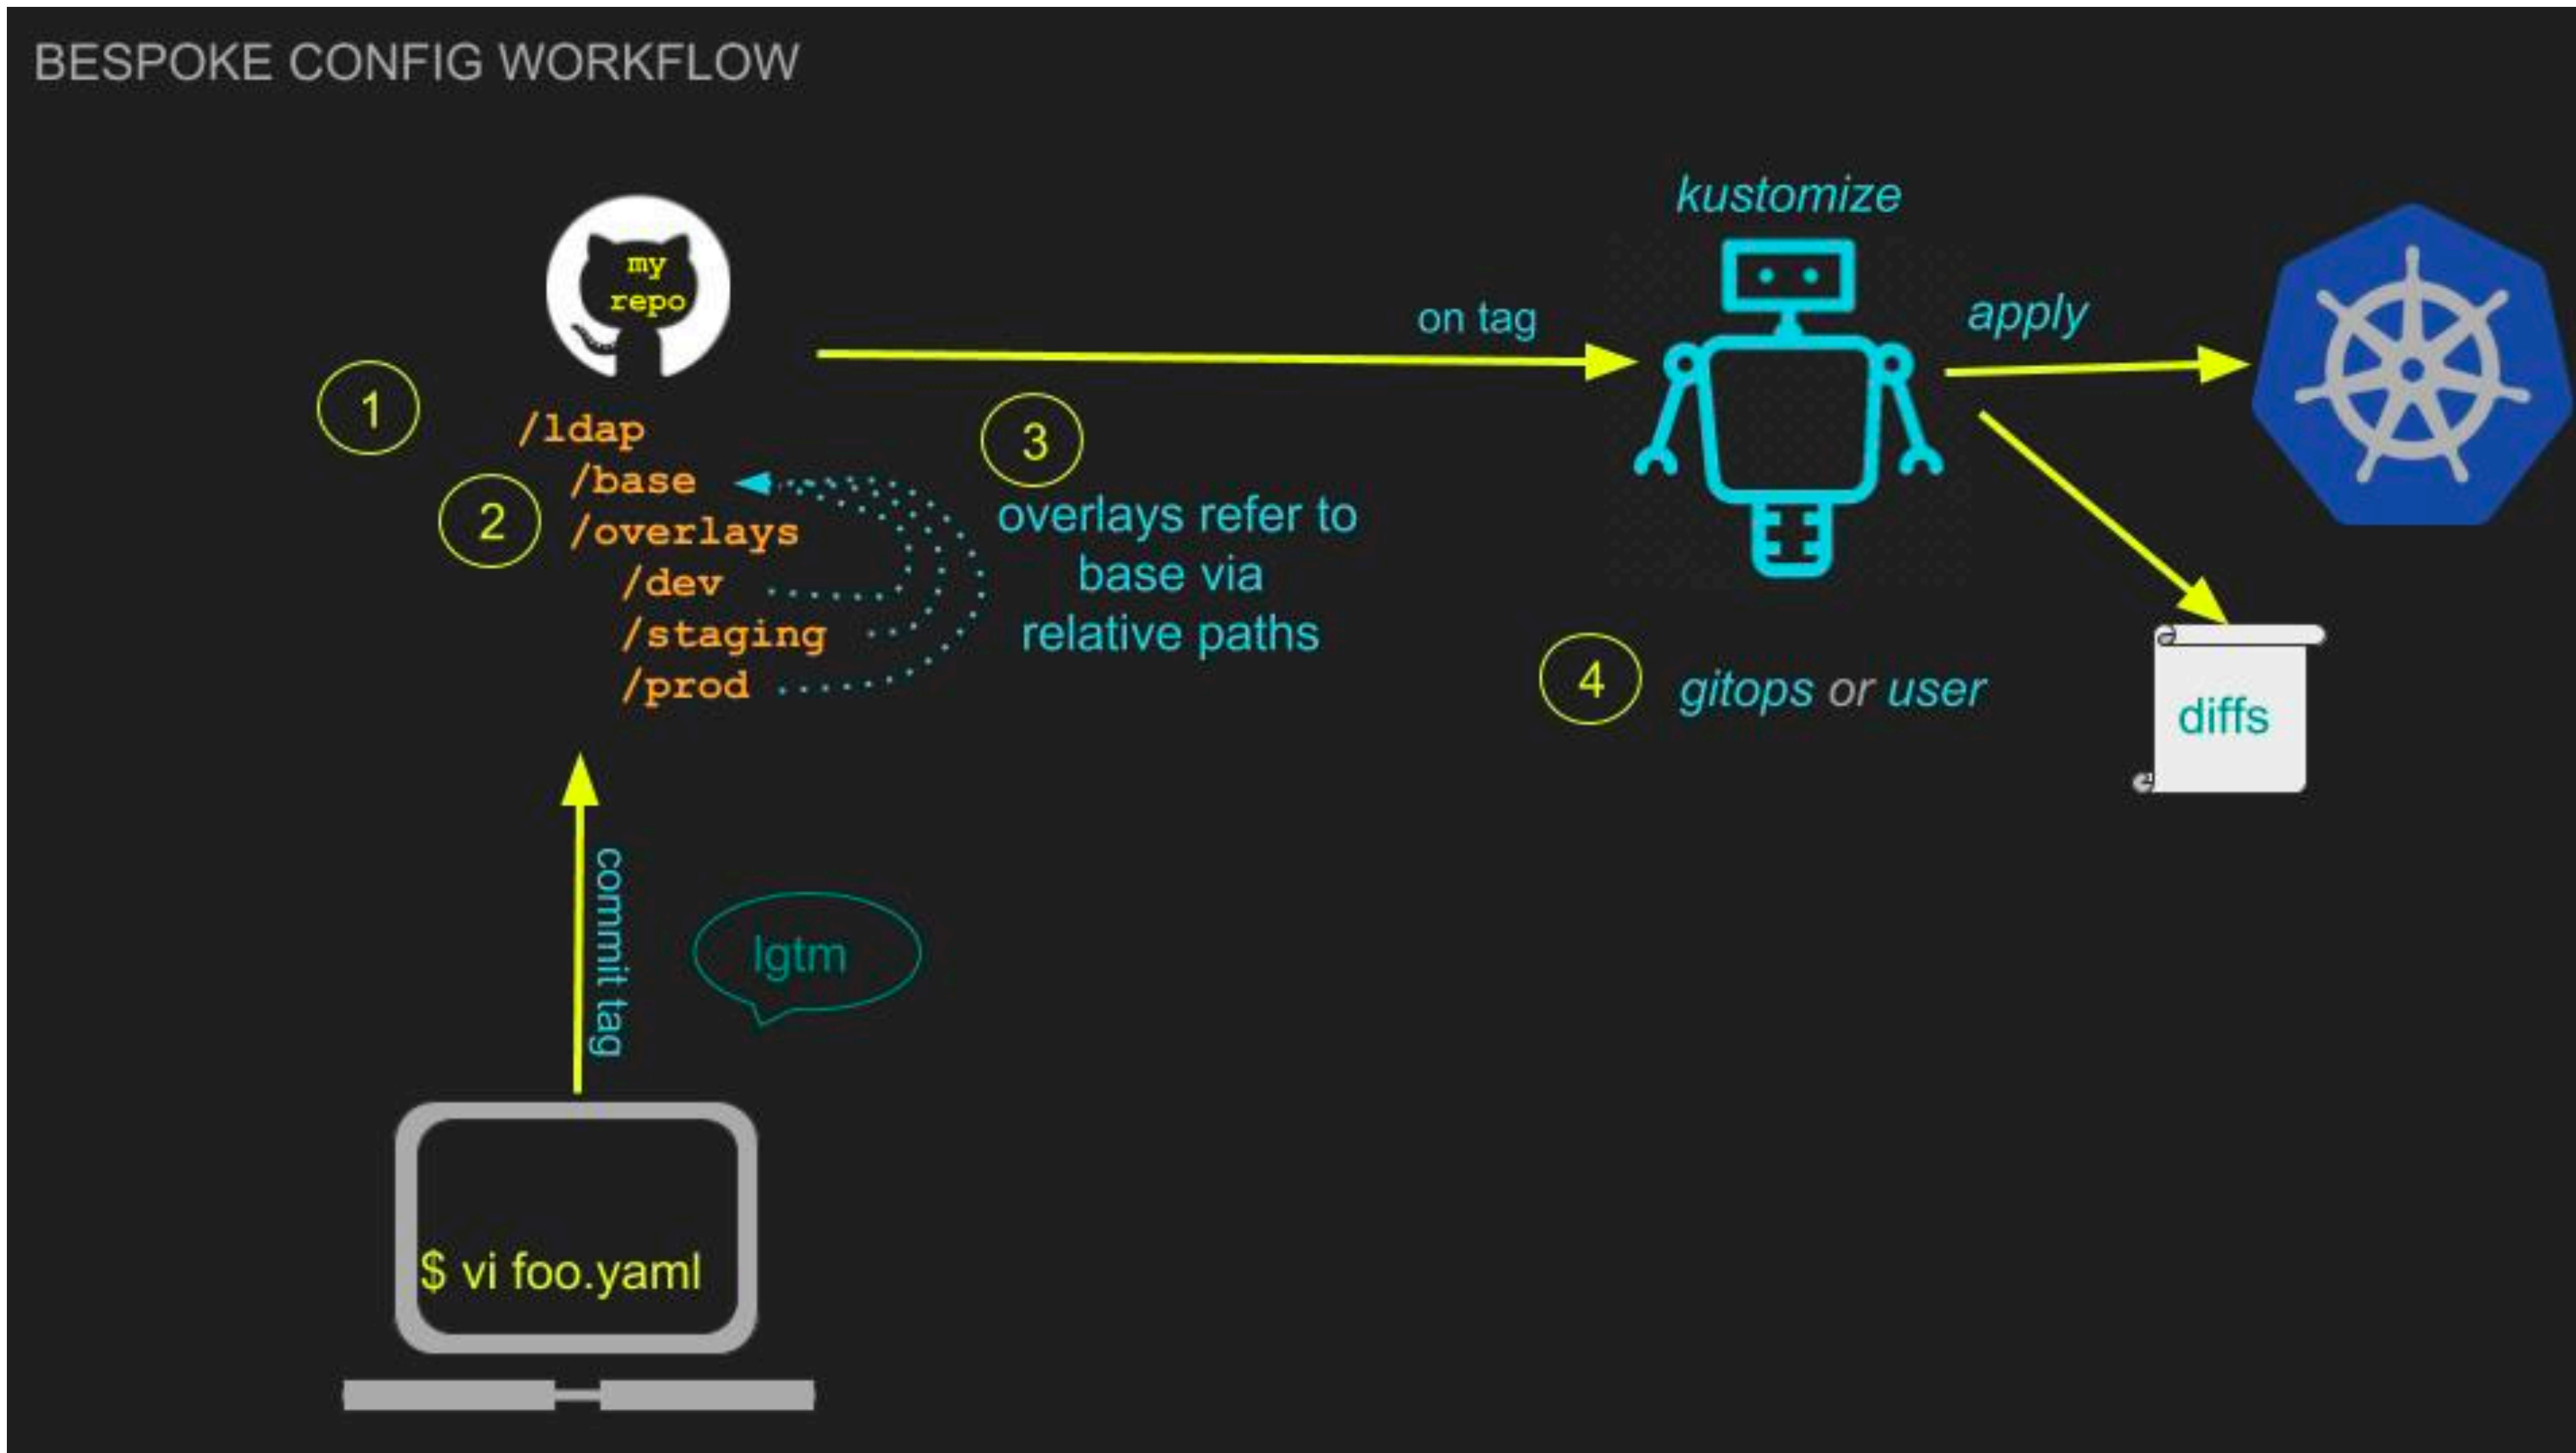 BESPOKE CONFIG WORKFLOW
my
repo
1
/ldap
/base
2
/overlays
/dev
/staging
/prod
3
overlays refer to
base via
relative paths
on tag
kustomize
apply
4
gitops or user
diffs
commit tag
lgtm
$ vi foo.yaml